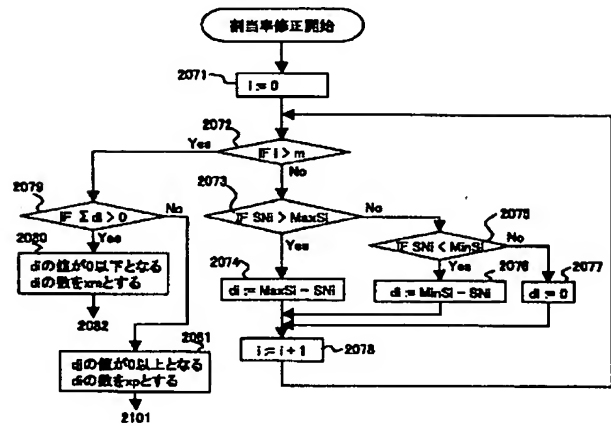 割当率修正開始
2071
i := 0
2072
Yes
IF i > m
No
2073
2079
IF Σ di > 0
No
IF SNi > MaxSi
No
2075
2080
Yes
Yes
IF SNi < MinSi
No
diの値が0以下となる
diの数をxmとする
2074
di := MaxSi − SNi
Yes
2076
di := MinSi − SNi
2077
di := 0
2082
2081
i := i + 1
2078
diの値が0以上となる
diの数をxpとする
2101